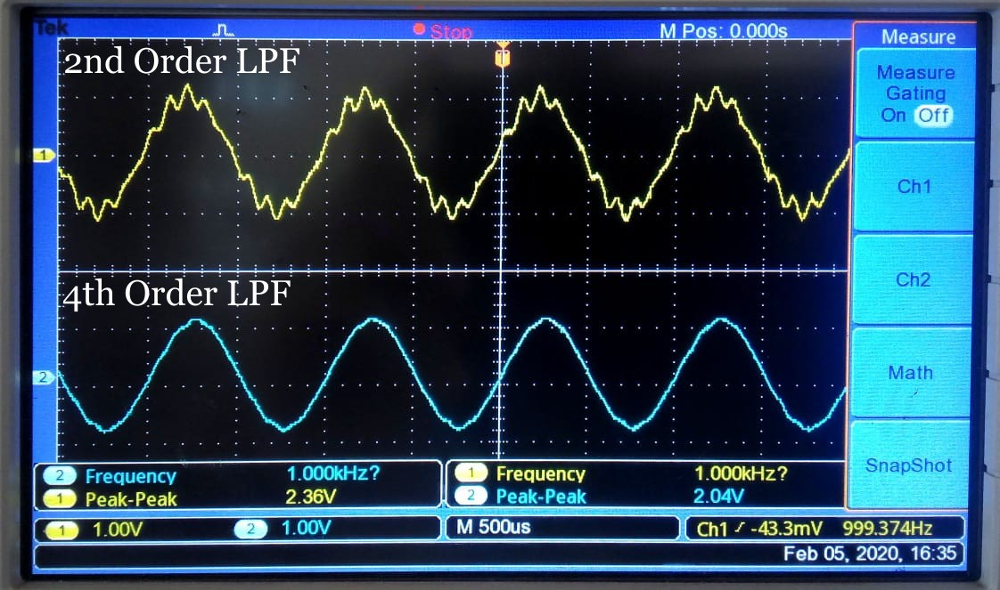 Tek Stop M Pos: 0.000s
Measure
2nd Order LPF
Measure
Gating
On Off
T
1
Ch1
Ch2
4th Order LPF
2
Math
SnapShot
2 Frequency 1.000kHz?
1 Peak-Peak 2.36V
1 Frequency 1.000kHz?
2 Peak-Peak 2.04V
1 1.00V 2 1.00V M 500us Ch1 -43.3mV 999.374Hz
Feb 05, 2020, 16:35